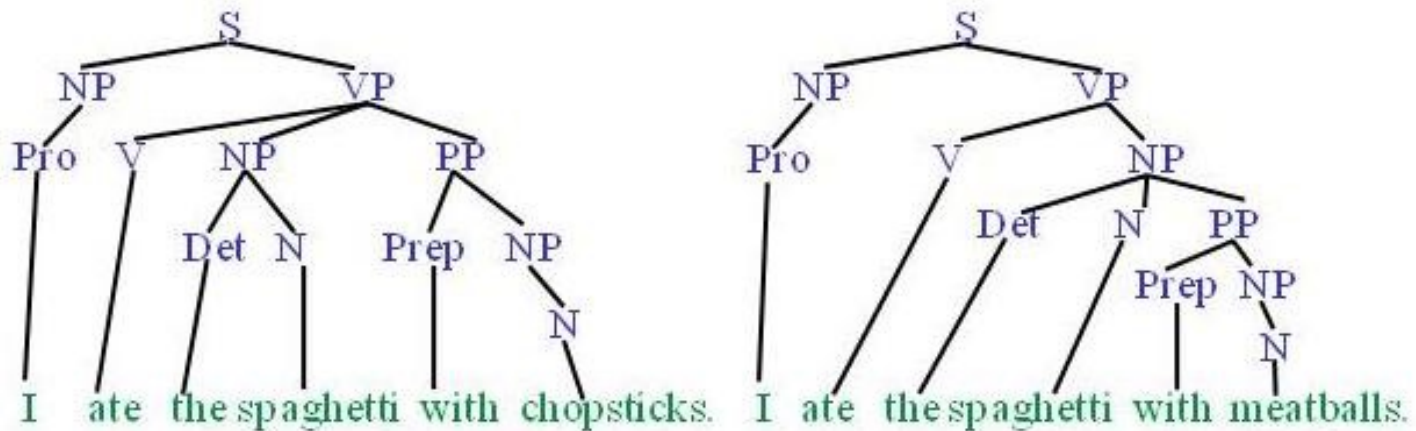 S S
NP VP NP VP
Pro V NP PP Pro V NP
Det N PP
Det N Prep NP
Prep NP
N
N
I ate the spaghetti with chopsticks. I ate the spaghetti with meatballs.